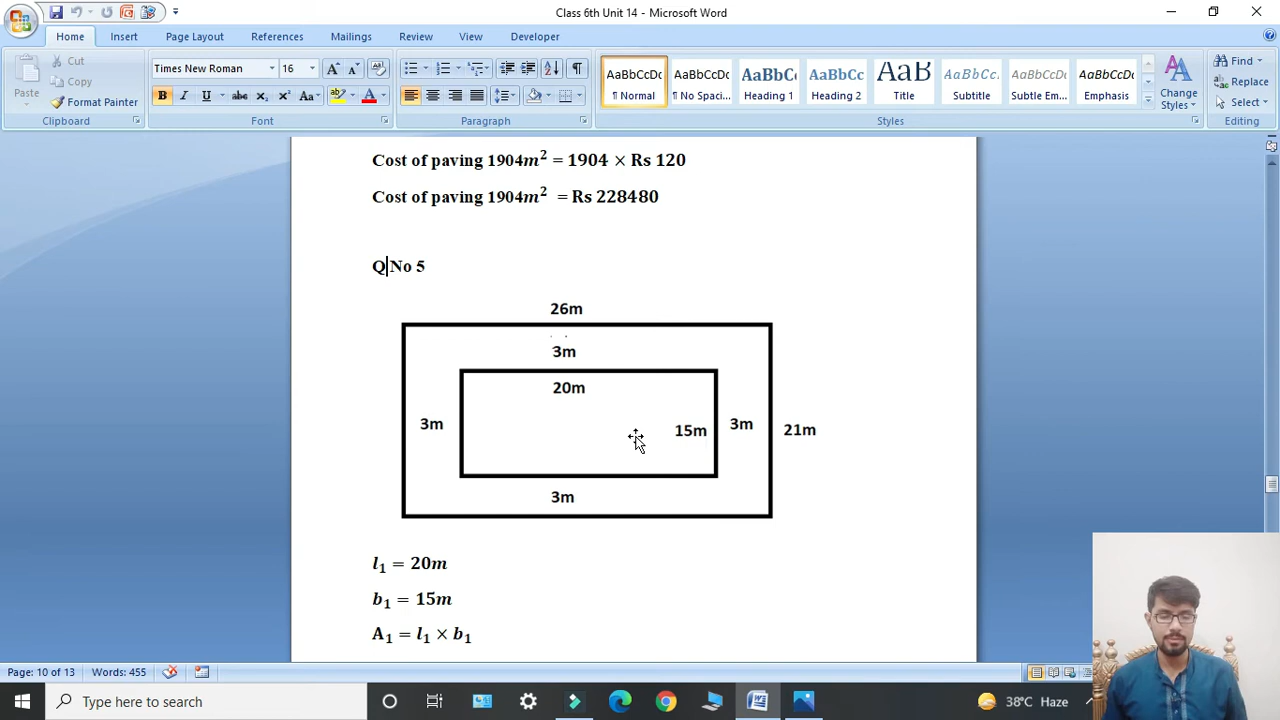 Class 6th Unit 14 - Microsoft Word
Home Insert Page Layout References Mailings Review View Developer
Cut
Copy
Paste
Format Painter
Clipboard
Times New Roman 16
B I U abc x₂ x² Aa
Font
Paragraph
AaBbCcDc AaBbCcDc AaBbC AaBbCc AaB AaBbCc. AaBbCcDc AaBbCcDc
¶ Normal ¶ No Spaci... Heading 1 Heading 2 Title Subtitle Subtle Em... Emphasis
Change Styles
Styles
Find
Replace
Select
Editing
Cost of paving 1904m² = 1904 × Rs 120
Cost of paving 1904m² = Rs 228480
Q No 5
26m
3m
20m
3m
15m
3m
21m
3m
l₁ = 20m
b₁ = 15m
A₁ = l₁ × b₁
Page: 10 of 13 Words: 455
Type here to search
38°C Haze